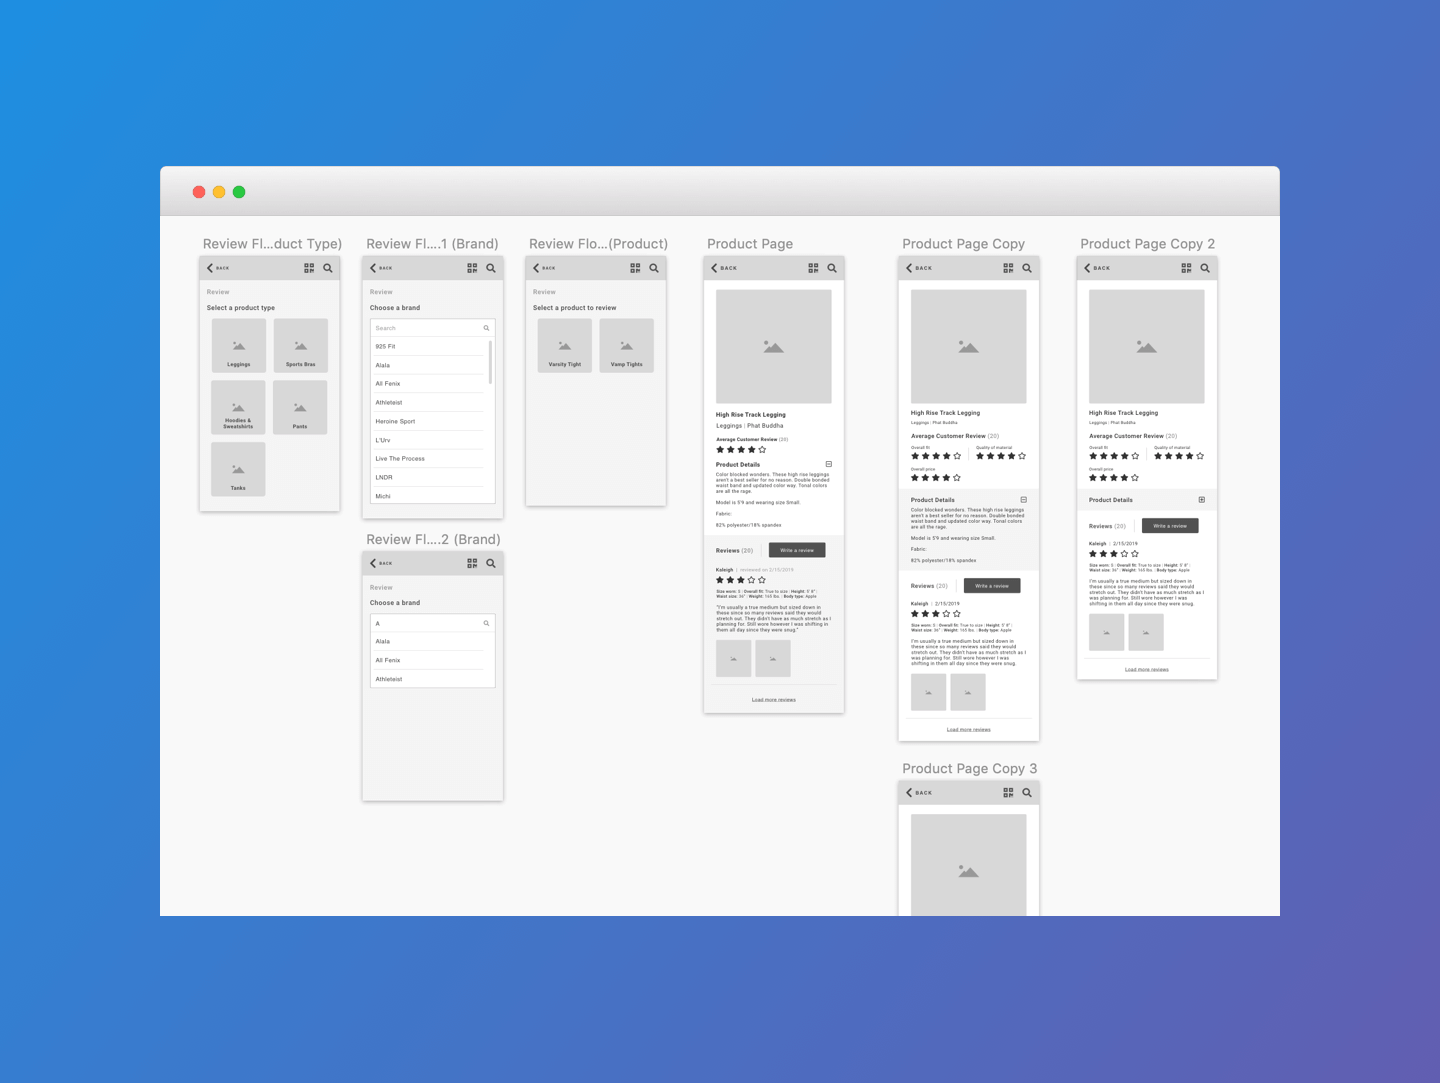 Review Fl...duct Type)
BACK
Review
Select a product type
Leggings
Sports Bras
Hoodies &
Sweatshirts
Pants
Tanks
Review Fl....1 (Brand)
BACK
Review
Choose a brand
Search
925 Fit
Alala
All Fenix
Athleteist
Heroine Sport
L'Urv
Live The Process
LNDR
Michi
Review Fl....2 (Brand)
BACK
Review
Choose a brand
A
Alala
All Fenix
Athleteist
Review Flo...(Product)
BACK
Review
Select a product to review
Varsity Tight
Vamp Tights
Product Page
BACK
High Rise Track Legging
Leggings | Phat Buddha
Average Customer Review (20)
Product Details
Color blocked wonders. These high rise leggings
aren't a best seller for no reason. Double bonded
waist band and updated color way. Tonal colors
are all the rage.
Model is 5'9 and wearing size Small
Fabric:
82% polyester/18% spandex
Reviews (20)
Write a review
Kaleigh | reviewed on 2/15/2019
Size worn: S | Overall fit: True to size | Height: 5' 8" |
Waist size: 36" | Weight: 165 lbs. | Body type: Apple
"I'm usually a true medium but sized down in
these since so many reviews said they would
stretch out. They didn't have as much stretch as I
planning for. Still wore however I was shifting in
them all day since they were snug."
Load more reviews
Product Page Copy
BACK
High Rise Track Legging
Leggings | Phat Buddha
Average Customer Review (20)
Overall fit
Quality of material
Overall price
Product Details
Color blocked wonders. These high rise leggings
aren't a best seller for no reason. Double bonded
waist band and updated color way. Tonal colors
are all the rage.
Model is 5'9 and wearing size Small.
Fabric:
82% polyester/18% spandex
Reviews (20)
Write a review
Kaleigh | 2/15/2019
Size worn: S | Overall fit: True to size | Height: 5' 8" |
Waist size: 36" | Weight: 165 lbs. | Body type: Apple
I'm usually a true medium but sized down in
these since so many reviews said they would
stretch out. They didn't have as much stretch as I
was planning for. Still wore however I was
shifting in them all day since they were snug.
Load more reviews
Product Page Copy 3
BACK
Product Page Copy 2
BACK
High Rise Track Legging
Leggings | Phat Buddha
Average Customer Review (20)
Overall fit
Quality of material
Overall price
Product Details
Reviews (20)
Write a review
Kaleigh | 2/15/2019
Size worn: S | Overall fit: True to size | Height: 5' 8" |
Waist size: 36" | Weight: 165 lbs. | Body type: Apple
I'm usually a true medium but sized down in
these since so many reviews said they would
stretch out. They didn't have as much stretch as I
was planning for. Still wore however I was
shifting in them all day since they were snug.
Load more reviews